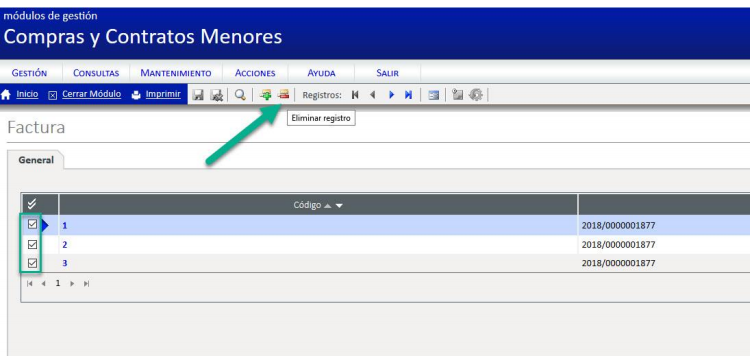 módulos de gestión
Compras y Contratos Menores
GESTIÓN CONSULTAS MANTENIMIENTO ACCIONES AYUDA SALIR
Inicio Cerrar Módulo Imprimir Registros:
Eliminar registro
Factura
General
Código
1 2018/0000001877
2 2018/0000001877
3 2018/0000001877
1